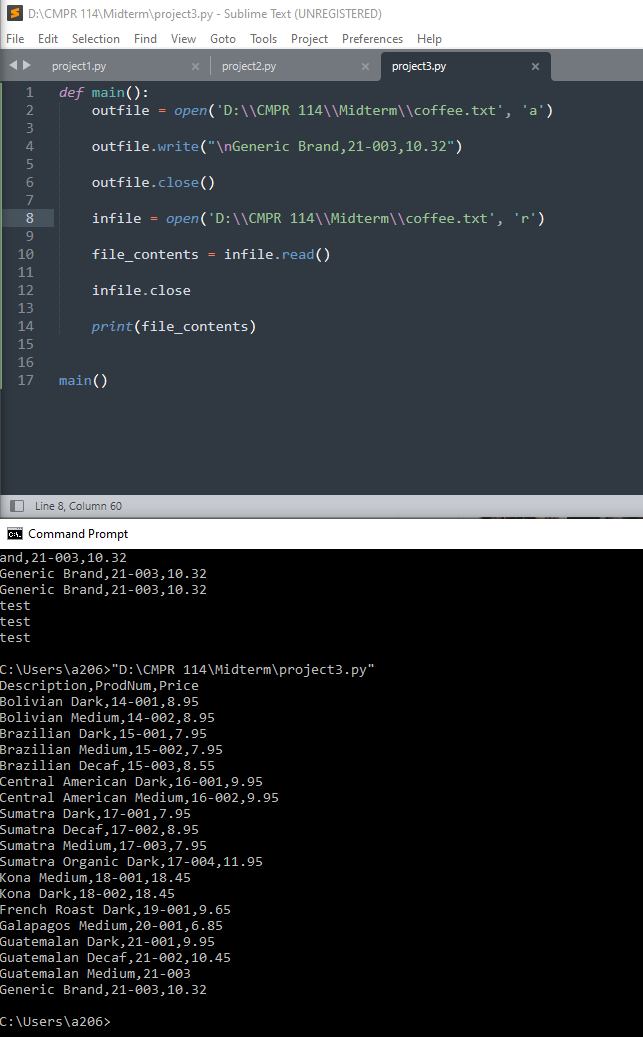 D:\CMPR 114\Midterm\project3.py - Sublime Text (UNREGISTERED)
File Edit Selection Find View Goto Tools Project Preferences Help
project1.py × project2.py × project3.py ×
1 def main():
2 outfile = open('D:\\CMPR 114\\Midterm\\coffee.txt', 'a')
3
4 outfile.write("\nGeneric Brand,21-003,10.32")
5
6 outfile.close()
7
8 infile = open('D:\\CMPR 114\\Midterm\\coffee.txt', 'r')
9
10 file_contents = infile.read()
11
12 infile.close
13
14 print(file_contents)
15
16
17 main()
Line 8, Column 60
C:\. Command Prompt
and,21-003,10.32
Generic Brand,21-003,10.32
Generic Brand,21-003,10.32
test
test
test
C:\Users\a206>"D:\CMPR 114\Midterm\project3.py"
Description,ProdNum,Price
Bolivian Dark,14-001,8.95
Bolivian Medium,14-002,8.95
Brazilian Dark,15-001,7.95
Brazilian Medium,15-002,7.95
Brazilian Decaf,15-003,8.55
Central American Dark,16-001,9.95
Central American Medium,16-002,9.95
Sumatra Dark,17-001,7.95
Sumatra Decaf,17-002,8.95
Sumatra Medium,17-003,7.95
Sumatra Organic Dark,17-004,11.95
Kona Medium,18-001,18.45
Kona Dark,18-002,18.45
French Roast Dark,19-001,9.65
Galapagos Medium,20-001,6.85
Guatemalan Dark,21-001,9.95
Guatemalan Decaf,21-002,10.45
Guatemalan Medium,21-003
Generic Brand,21-003,10.32
C:\Users\a206>